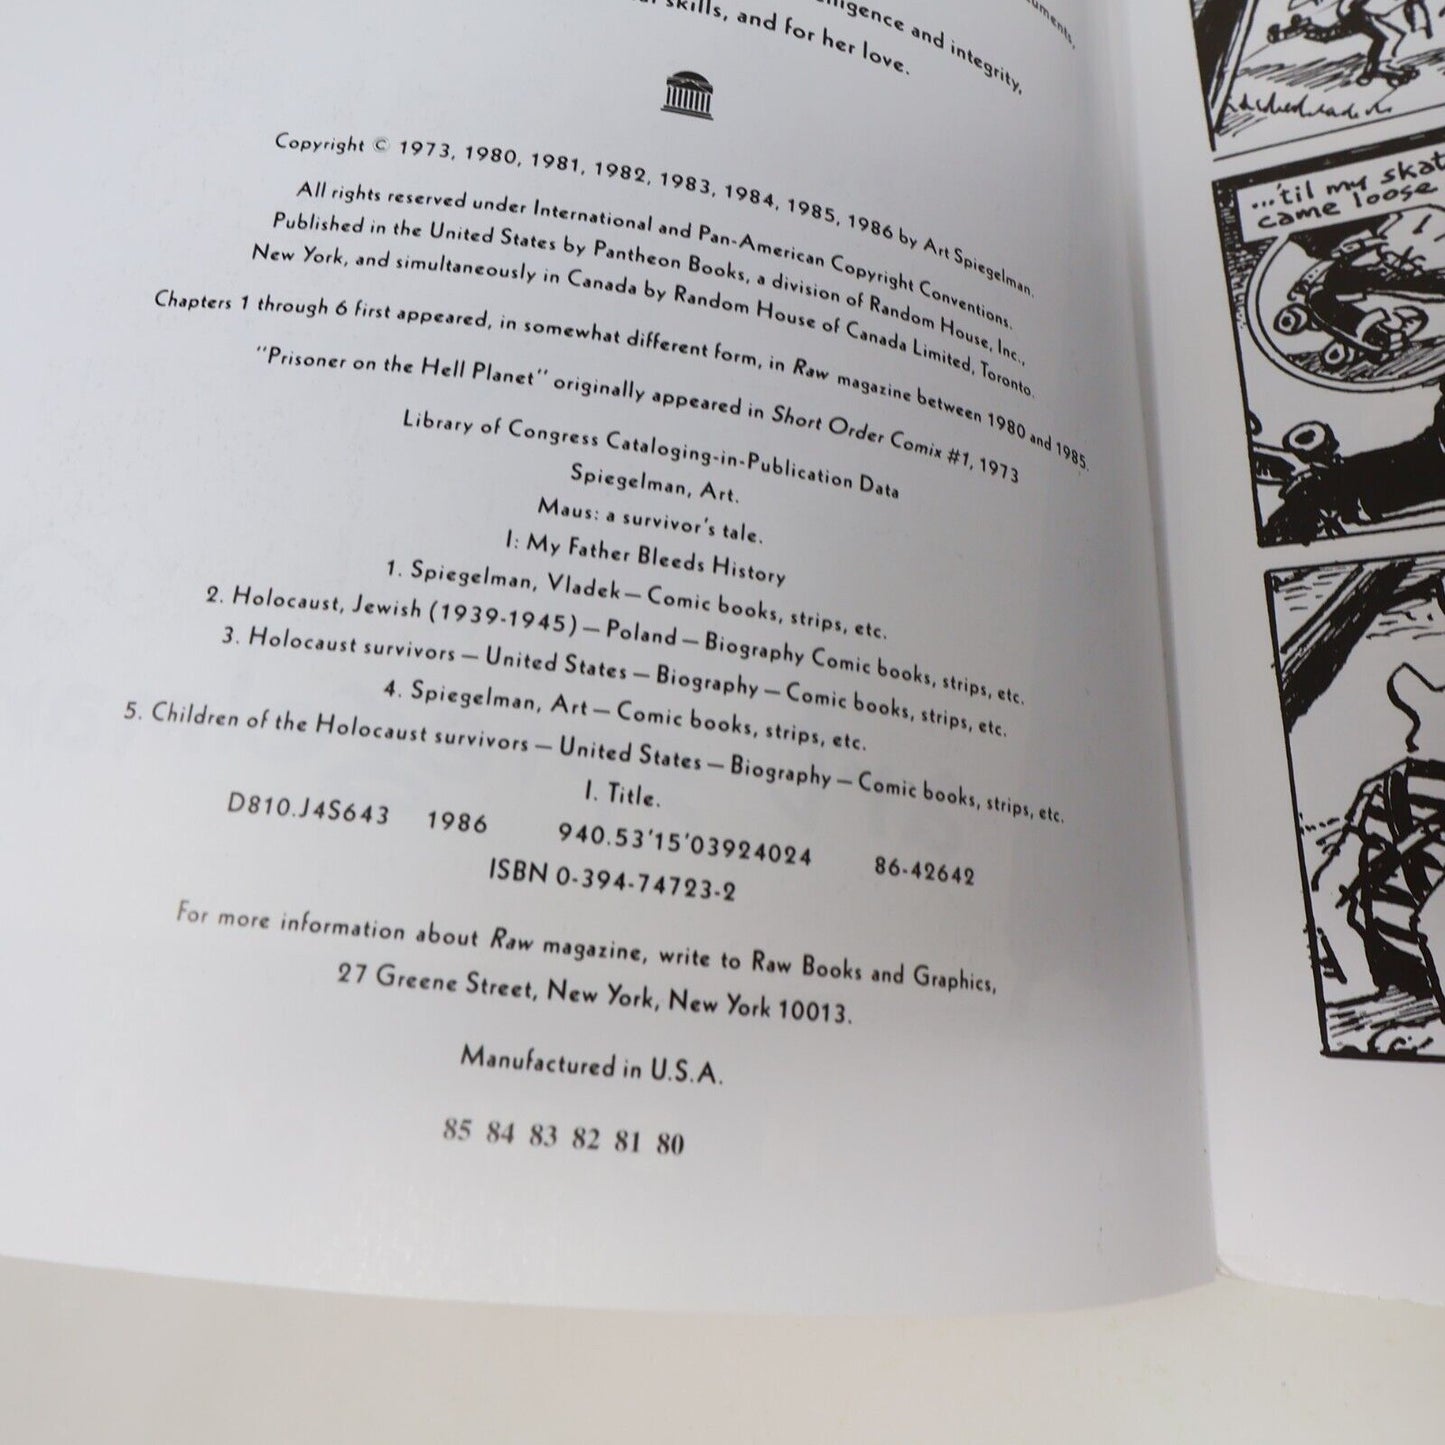 uments,
lligence and integrity,
skills, and for her love.
Copyright © 1973, 1980, 1981, 1982, 1983, 1984, 1985, 1986 by Art Spiegelman.
All rights reserved under International and Pan-American Copyright Conventions.
Published in the United States by Pantheon Books, a division of Random House, Inc.,
New York, and simultaneously in Canada by Random House of Canada Limited, Toronto.
Chapters 1 through 6 first appeared, in somewhat different form, in Raw magazine between 1980 and 1985.
"Prisoner on the Hell Planet" originally appeared in Short Order Comix #1, 1973
Library of Congress Cataloging-in-Publication Data
Spiegelman, Art.
Maus: a survivor's tale.
I: My Father Bleeds History
1. Spiegelman, Vladek—Comic books, strips, etc.
2. Holocaust, Jewish (1939-1945)—Poland—Biography Comic books, strips, etc.
3. Holocaust survivors—United States—Biography—Comic books, strips, etc.
4. Spiegelman, Art—Comic books, strips, etc.
5. Children of the Holocaust survivors—United States—Biography—Comic books, strips, etc.
I. Title.
D810.J4S643 1986 940.53'15'03924024 86-42642
ISBN 0-394-74723-2
For more information about Raw magazine, write to Raw Books and Graphics,
27 Greene Street, New York, New York 10013.
Manufactured in U.S.A.
85 84 83 82 81 80
...'til my skat
came loose